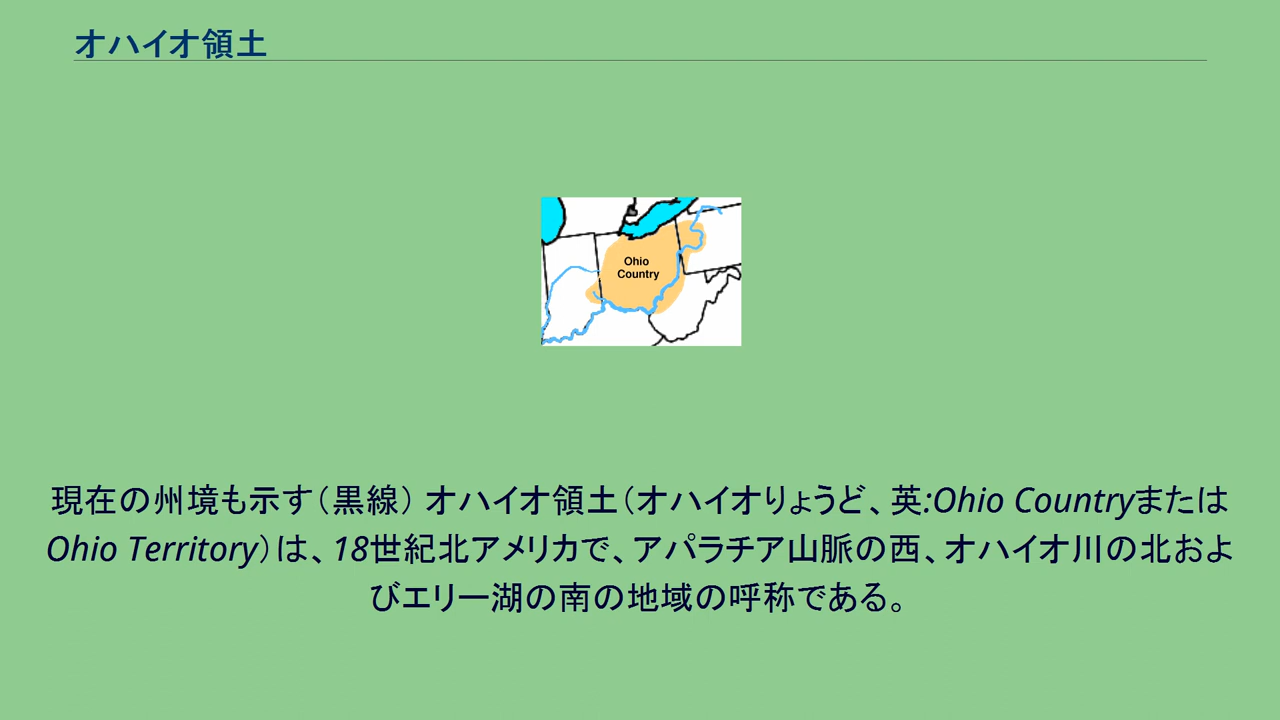 オハイオ領土
Ohio
Country
現在の州境も示す（黒線） オハイオ領土（オハイオりょうど、英:Ohio Countryまたは
Ohio Territory）は、18世紀北アメリカで、アパラチア山脈の西、オハイオ川の北およ
びエリー湖の南の地域の呼称である。